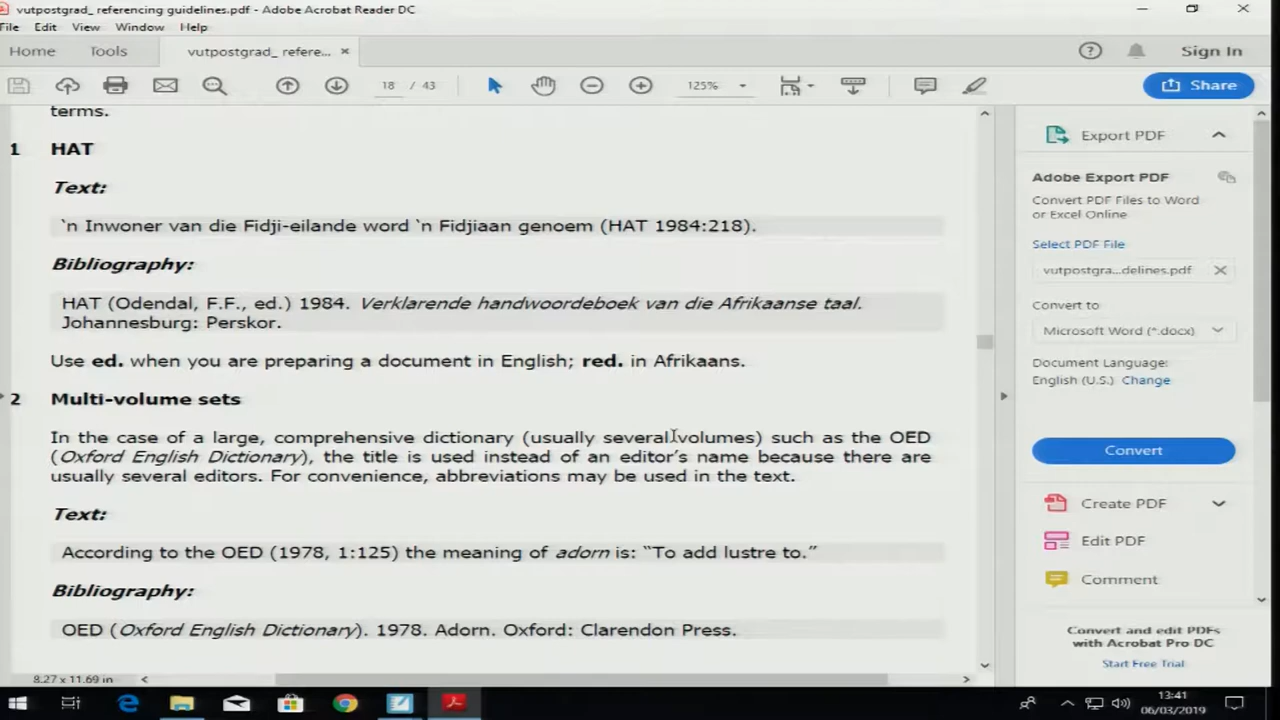 vutpostgrad_ referencing guidelines.pdf - Adobe Acrobat Reader DC
File Edit View Window Help
Home Tools vutpostgrad_ refere... ×
? Sign In
18 / 43 125% Share
terms.
1 HAT
Text:
`n Inwoner van die Fidji-eilande word `n Fidjiaan genoem (HAT 1984:218).
Bibliography:
HAT (Odendal, F.F., ed.) 1984. Verklarende handwoordeboek van die Afrikaanse taal.
Johannesburg: Perskor.
Use ed. when you are preparing a document in English; red. in Afrikaans.
2 Multi-volume sets
In the case of a large, comprehensive dictionary (usually several volumes) such as the OED
(Oxford English Dictionary), the title is used instead of an editor's name because there are
usually several editors. For convenience, abbreviations may be used in the text.
Text:
According to the OED (1978, 1:125) the meaning of adorn is: “To add lustre to.”
Bibliography:
OED (Oxford English Dictionary). 1978. Adorn. Oxford: Clarendon Press.
8.27 x 11.69 in
Export PDF
Adobe Export PDF
Convert PDF Files to Word
or Excel Online
Select PDF File
vutpostgra...delines.pdf
Convert to:
Microsoft Word (*.docx)
Document Language:
English (U.S.) Change
Convert
Create PDF
Edit PDF
Comment
Convert and edit PDFs
with Acrobat Pro DC
Start Free Trial
13:41
06/03/2019